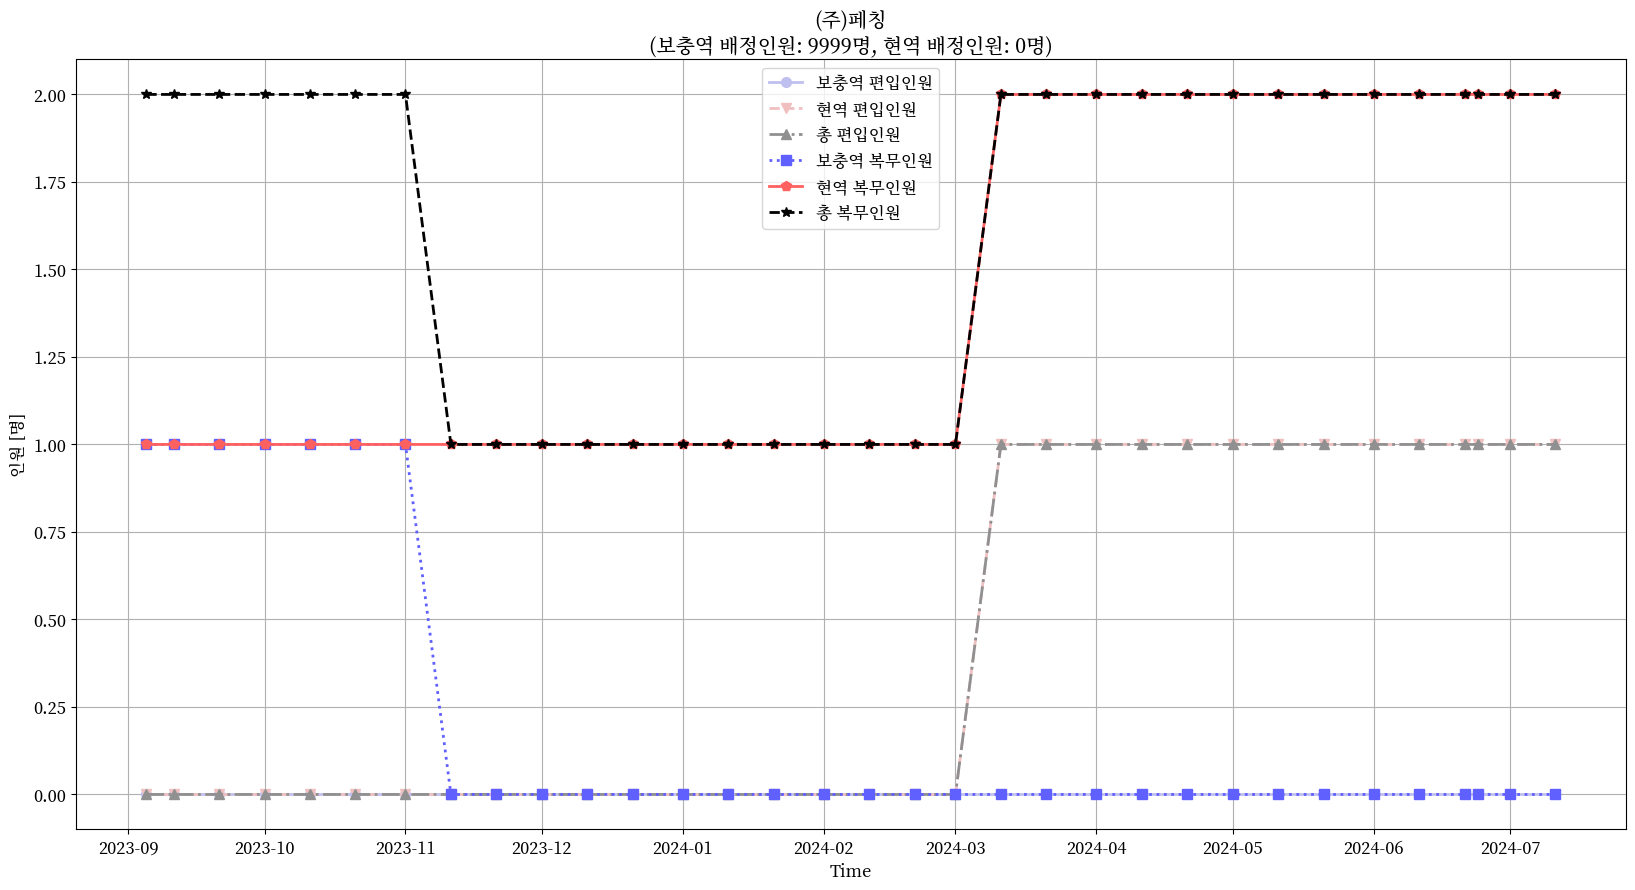 (주)페칭
(보충역 배정인원: 9999명, 현역 배정인원: 0명)
보충역 편입인원
현역 편입인원
총 편입인원
보충역 복무인원
현역 복무인원
총 복무인원
인원 [명]
2.00
1.75
1.50
1.25
1.00
0.75
0.50
0.25
0.00
2023-09 2023-10 2023-11 2023-12 2024-01 2024-02 2024-03 2024-04 2024-05 2024-06 2024-07
Time